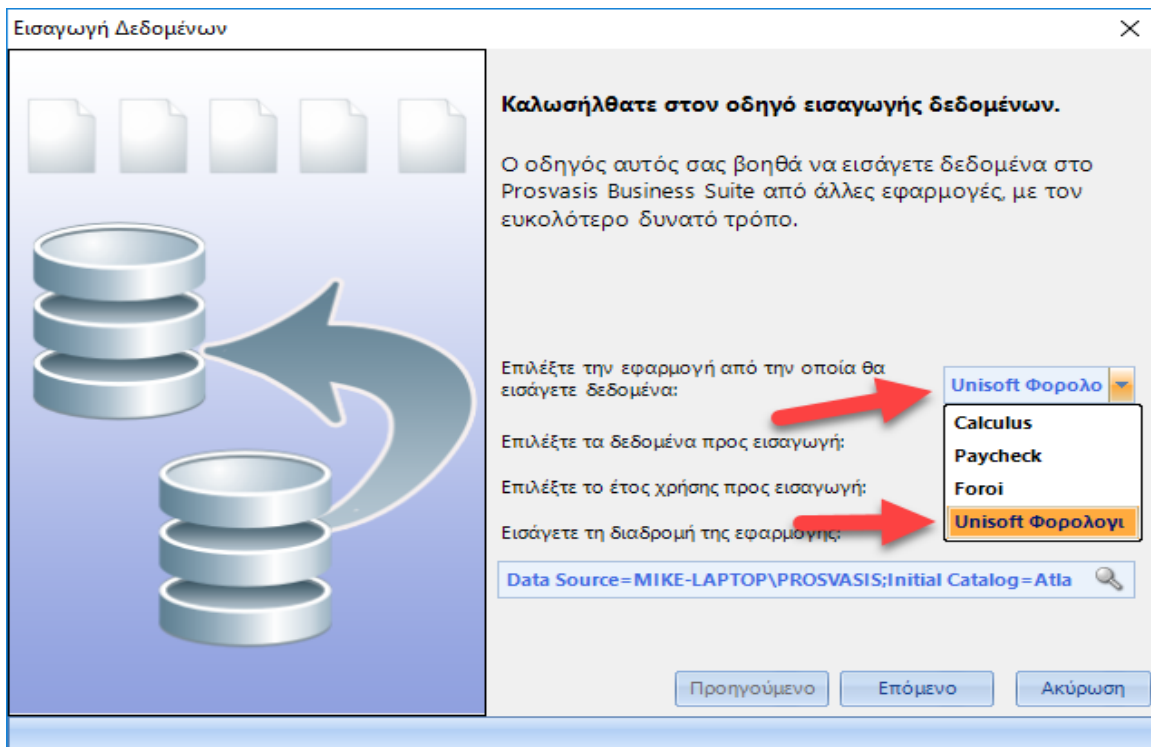 Εισαγωγή Δεδομένων
Καλωσήλθατε στον οδηγό εισαγωγής δεδομένων.
Ο οδηγός αυτός σας βοηθά να εισάγετε δεδομένα στο
Prosvasis Business Suite από άλλες εφαρμογές, με τον
ευκολότερο δυνατό τρόπο.
Επιλέξτε την εφαρμογή από την οποία θα
εισάγετε δεδομένα:
Unisoft Φορολο
Calculus
Επιλέξτε τα δεδομένα προς εισαγωγή:
Paycheck
Επιλέξτε το έτος χρήσης προς εισαγωγή:
Foroi
Unisoft Φορολογι
Εισάγετε τη διαδρομή της εφαρμογής:
Data Source=MIKE-LAPTOP\PROSVASIS;Initial Catalog=Atla
Προηγούμενο
Επόμενο
Ακύρωση